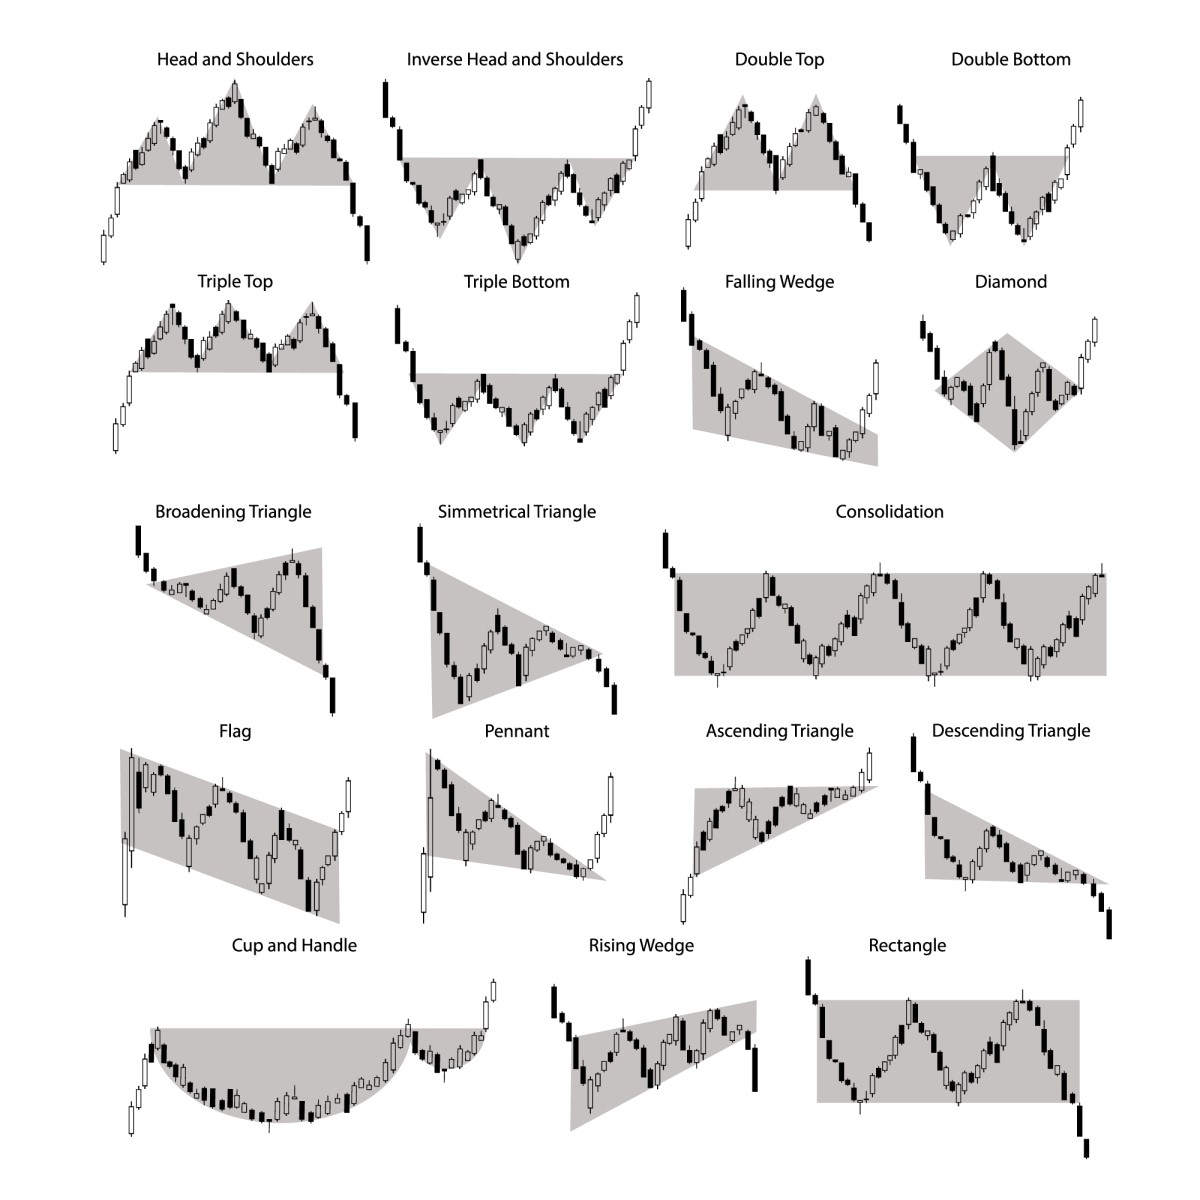 Head and Shoulders
Inverse Head and Shoulders
Double Top
Double Bottom
Triple Top
Triple Bottom
Falling Wedge
Diamond
Broadening Triangle
Simmetrical Triangle
Consolidation
Flag
Pennant
Ascending Triangle
Descending Triangle
Cup and Handle
Rising Wedge
Rectangle